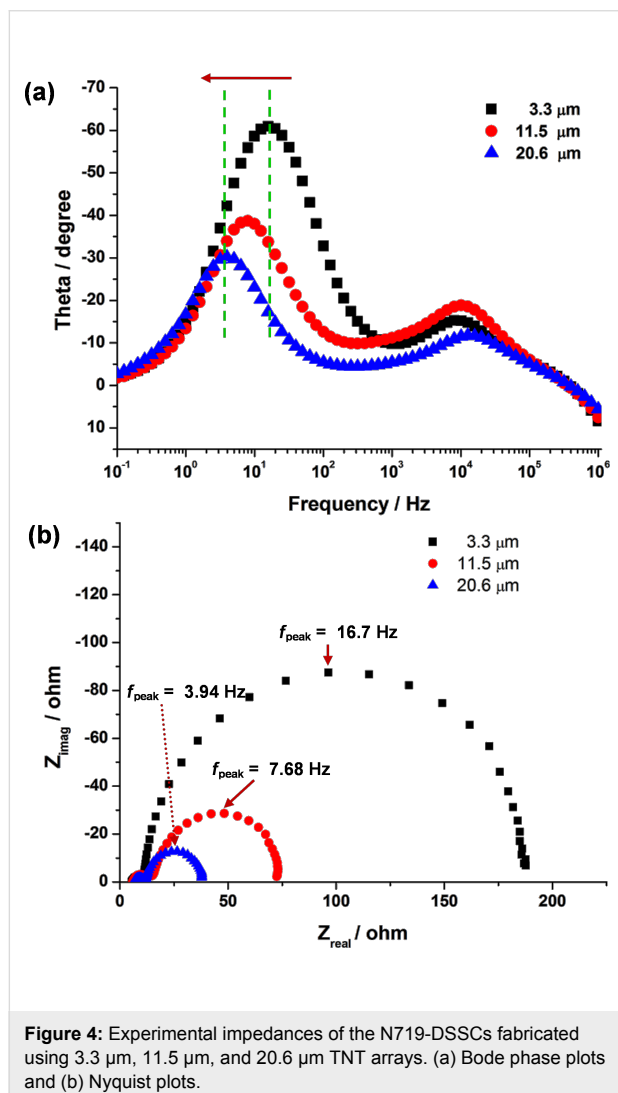 (a)
-70
-60
-50
-40
-30
-20
-10
0
10
Theta / degree
3.3 μm
11.5 μm
20.6 μm
10⁻¹ 10⁰ 10¹ 10² 10³ 10⁴ 10⁵ 10⁶
Frequency / Hz
(b)
-140
-120
-100
-80
-60
-40
-20
0
Z_imag / ohm
3.3 μm
11.5 μm
20.6 μm
f_peak = 16.7 Hz
f_peak = 3.94 Hz
f_peak = 7.68 Hz
0 50 100 150 200
Z_real / ohm
Figure 4: Experimental impedances of the N719-DSSCs fabricated
using 3.3 µm, 11.5 µm, and 20.6 µm TNT arrays. (a) Bode phase plots
and (b) Nyquist plots.